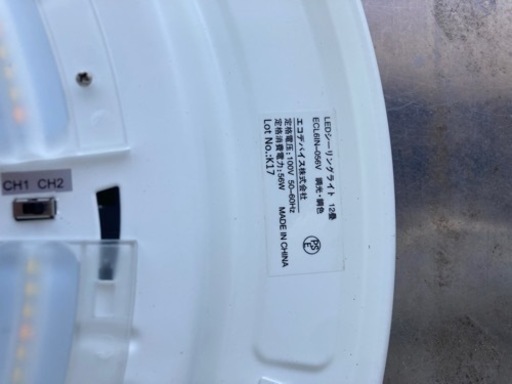 LEDシーリングライト 12畳
ECL6IN-056V 調光・調色
エコデバイス株式会社
定格電圧:100V 50-60Hz
定格消費電力:56W MADE IN CHINA
Lot No.:K17
PS
E
CH1 CH2